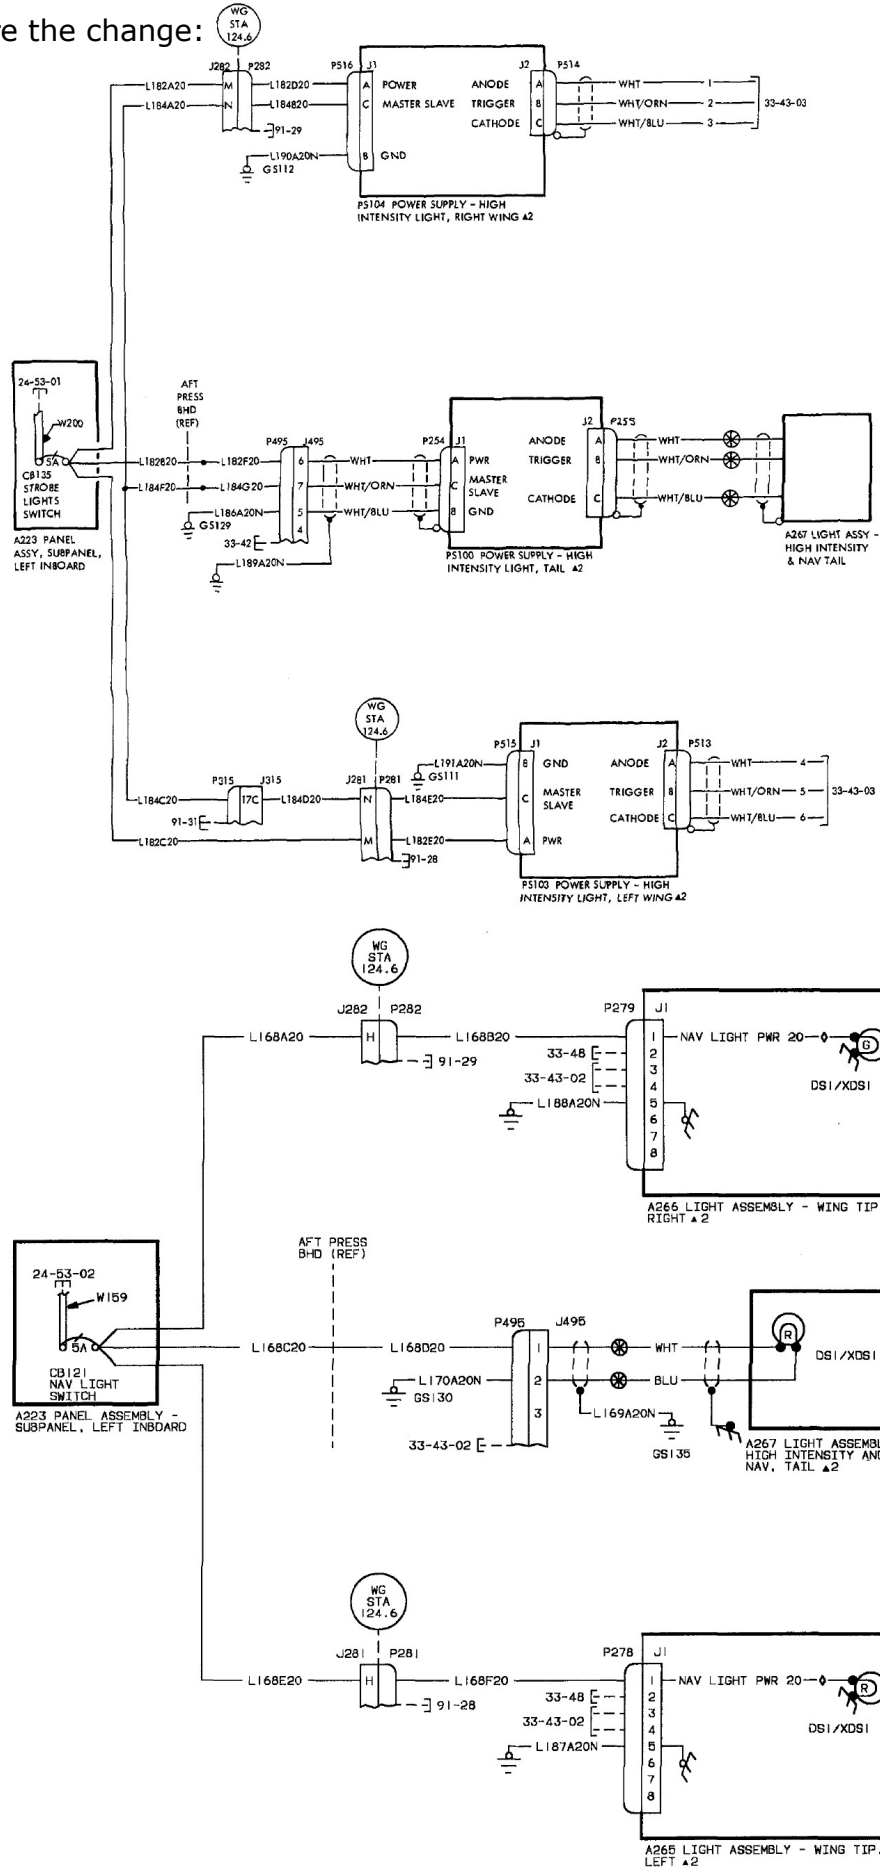 re the change:
WG
STA
124.6
J282 P282
L182A20 M L182D20
L184A20 N L184B20
91-29
L190A20N
GS112
P516 J1
A POWER
C MASTER SLAVE
B GND
J2 P514
ANODE A WHT 1
TRIGGER B WHT/ORN 2
CATHODE C WHT/BLU 3
33-43-03
PS104 POWER SUPPLY - HIGH
INTENSITY LIGHT, RIGHT WING ▲2
24-53-01
W200
5A
CB135
STROBE
LIGHTS
SWITCH
A223 PANEL
ASSY, SUBPANEL,
LEFT INBOARD
AFT
PRESS
BHD
(REF)
P495 J495
L182B20 L182F20 6 WHT
L184F20 L184G20 7 WHT/ORN
L186A20N 5 WHT/BLU
GS129
4
33-42
L189A20N
P254 J1
A PWR
C MASTER
SLAVE
B GND
J2 P255
ANODE A WHT
TRIGGER B WHT/ORN
CATHODE C WHT/BLU
PS100 POWER SUPPLY - HIGH
INTENSITY LIGHT, TAIL ▲2
A267 LIGHT ASSY -
HIGH INTENSITY
& NAV TAIL
WG
STA
124.6
P315 J315
L184C20 17C L184D20
91-31
L182C20
J281 P281
N L184E20
M L182E20
91-28
L191A20N
GS111
P515 J1
B GND
C MASTER
SLAVE
A PWR
J2 P513
ANODE A WHT 4
TRIGGER B WHT/ORN 5
CATHODE C WHT/BLU 6
33-43-03
PS103 POWER SUPPLY - HIGH
INTENSITY LIGHT, LEFT WING ▲2
WG
STA
124.6
J282 P282
L168A20 H L168B20
91-29
P279 J1
1 NAV LIGHT PWR 20
33-48 2
33-43-02 3
4
L188A20N 5
6
7
8
G
DS1/XDS1
A266 LIGHT ASSEMBLY - WING TIP
RIGHT ▲2
24-53-02
W159
5A
CB121
NAV LIGHT
SWITCH
A223 PANEL ASSEMBLY -
SUBPANEL, LEFT INBOARD
AFT PRESS
BHD (REF)
P495 J495
L168C20 L168D20 1 WHT
L170A20N 2 BLU
GS130
3
L169A20N
GS135
33-43-02
R
DS1/XDS1
A267 LIGHT ASSEMBL
HIGH INTENSITY AN
NAV, TAIL ▲2
WG
STA
124.6
J281 P281
L168E20 H L168F20
91-28
P278 J1
1 NAV LIGHT PWR 20
33-48 2
33-43-02 3
4
L187A20N 5
6
7
8
R
DS1/XDS1
A265 LIGHT ASSEMBLY - WING TIP,
LEFT ▲2